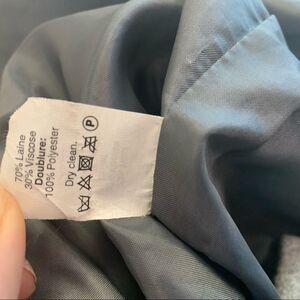 70% Laine
30% Viscose
Doublure:
100% Polyester
Dry clean.
P